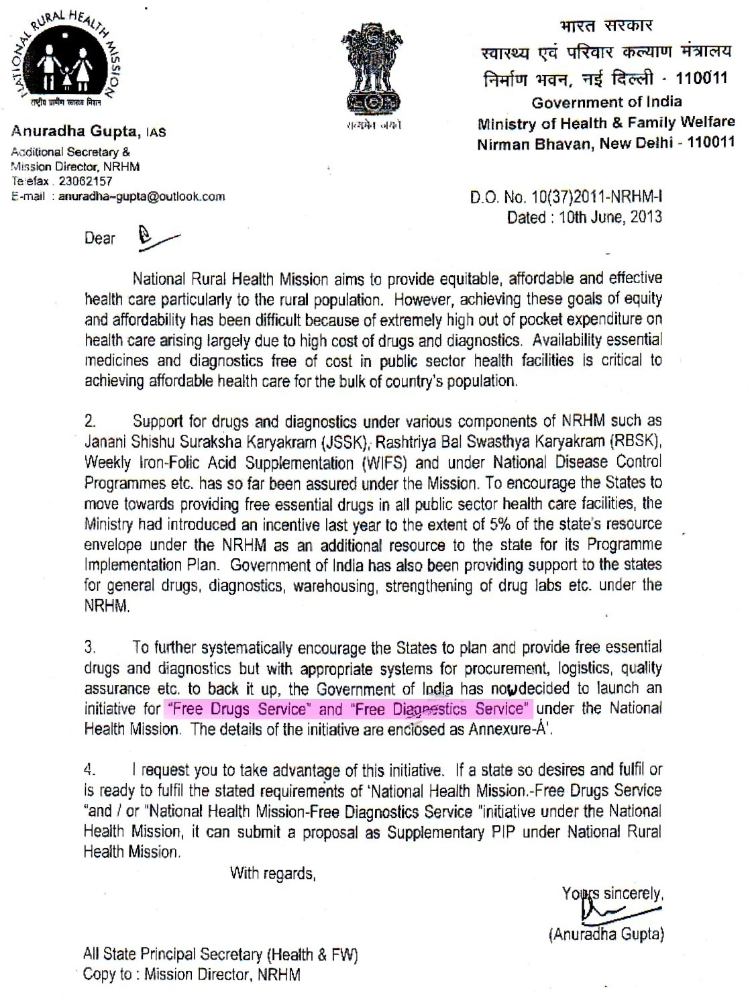 NATIONAL RURAL HEALTH MISSION
राष्ट्रीय ग्रामीण स्वास्थ्य मिशन
सत्यमेव जयते
भारत सरकार
स्वास्थ्य एवं परिवार कल्याण मंत्रालय
निर्माण भवन, नई दिल्ली - 110011
Government of India
Ministry of Health & Family Welfare
Nirman Bhavan, New Delhi - 110011
Anuradha Gupta, IAS
Additional Secretary &
Mission Director, NRHM
Telefax : 23062157
E-mail : anuradha-gupta@outlook.com
D.O. No. 10(37)2011-NRHM-I
Dated : 10th June, 2013
Dear
National Rural Health Mission aims to provide equitable, affordable and effective
health care particularly to the rural population. However, achieving these goals of equity
and affordability has been difficult because of extremely high out of pocket expenditure on
health care arising largely due to high cost of drugs and diagnostics. Availability essential
medicines and diagnostics free of cost in public sector health facilities is critical to
achieving affordable health care for the bulk of country's population.
2. Support for drugs and diagnostics under various components of NRHM such as
Janani Shishu Suraksha Karyakram (JSSK), Rashtriya Bal Swasthya Karyakram (RBSK),
Weekly Iron-Folic Acid Supplementation (WIFS) and under National Disease Control
Programmes etc. has so far been assured under the Mission. To encourage the States to
move towards providing free essential drugs in all public sector health care facilities, the
Ministry had introduced an incentive last year to the extent of 5% of the state's resource
envelope under the NRHM as an additional resource to the state for its Programme
Implementation Plan. Government of India has also been providing support to the states
for general drugs, diagnostics, warehousing, strengthening of drug labs etc. under the
NRHM.
3. To further systematically encourage the States to plan and provide free essential
drugs and diagnostics but with appropriate systems for procurement, logistics, quality
assurance etc. to back it up, the Government of India has now decided to launch an
initiative for "Free Drugs Service" and "Free Diagnostics Service" under the National
Health Mission. The details of the initiative are enclosed as Annexure-A'.
4. I request you to take advantage of this initiative. If a state so desires and fulfil or
is ready to fulfil the stated requirements of 'National Health Mission.-Free Drugs Service
"and / or "National Health Mission-Free Diagnostics Service "initiative under the National
Health Mission, it can submit a proposal as Supplementary PIP under National Rural
Health Mission.
With regards,
Yours sincerely,
(Anuradha Gupta)
All State Principal Secretary (Health & FW)
Copy to : Mission Director, NRHM